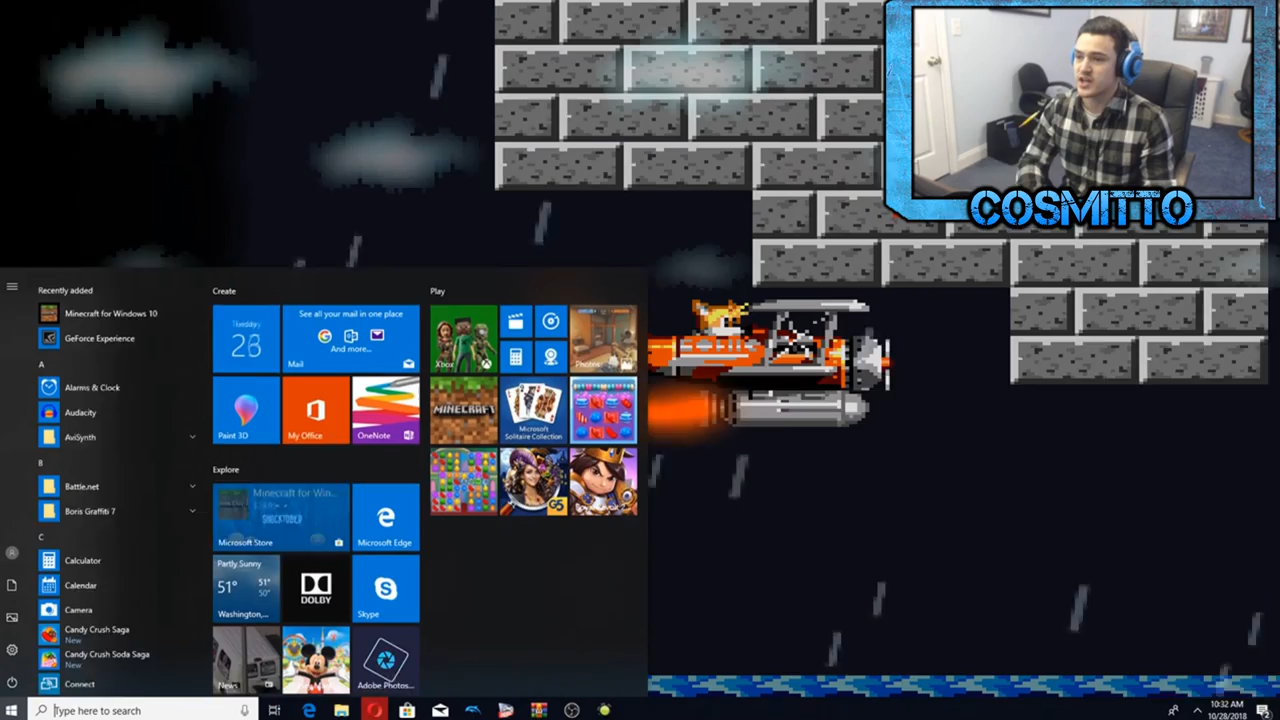 COSMITTO
Recently added
Minecraft for Windows 10
GeForce Experience
A
Alarms & Clock
Audacity
AviSynth
B
Battle.net
Boris Graffiti 7
C
Calculator
Calendar
Camera
Candy Crush Saga
New
Candy Crush Soda Saga
New
Connect
Create
See all your mail in one place
And more...
Mail
28
Paint 3D
My Office
OneNote
Explore
Minecraft for Win...
SHOCKTOBER
Microsoft Store
Microsoft Edge
Partly Sunny
51°
51°
50°
Washington,...
DOLBY
Skype
News
Adobe Photos...
Play
Xbox
Photos
MINECRAFT
Microsoft
Solitaire Collection
G5
Type here to search
10:32 AM
10/28/2018